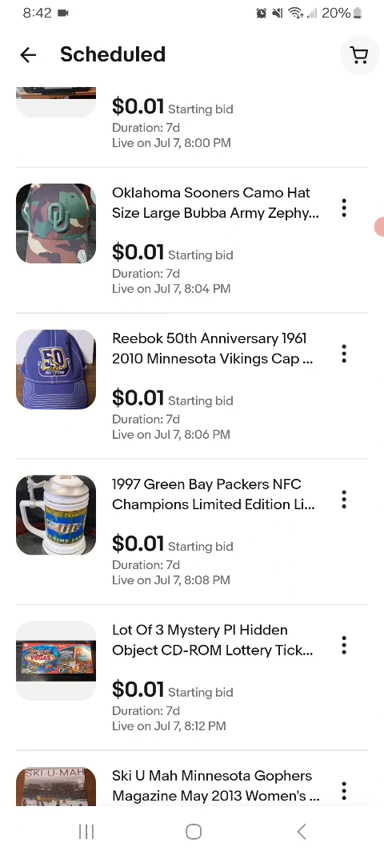 8:42
20%
Scheduled
$0.01 Starting bid
Duration: 7d
Live on Jul 7, 8:00 PM
Oklahoma Sooners Camo Hat
Size Large Bubba Army Zephy...
$0.01 Starting bid
Duration: 7d
Live on Jul 7, 8:04 PM
50
Reebok 50th Anniversary 1961
2010 Minnesota Vikings Cap ...
$0.01 Starting bid
Duration: 7d
Live on Jul 7, 8:06 PM
1997 Green Bay Packers NFC
Champions Limited Edition Li...
$0.01 Starting bid
Duration: 7d
Live on Jul 7, 8:08 PM
Lot Of 3 Mystery PI Hidden
Object CD-ROM Lottery Tick...
$0.01 Starting bid
Duration: 7d
Live on Jul 7, 8:12 PM
SKI-U-MAH
Ski U Mah Minnesota Gophers
Magazine May 2013 Women's ...